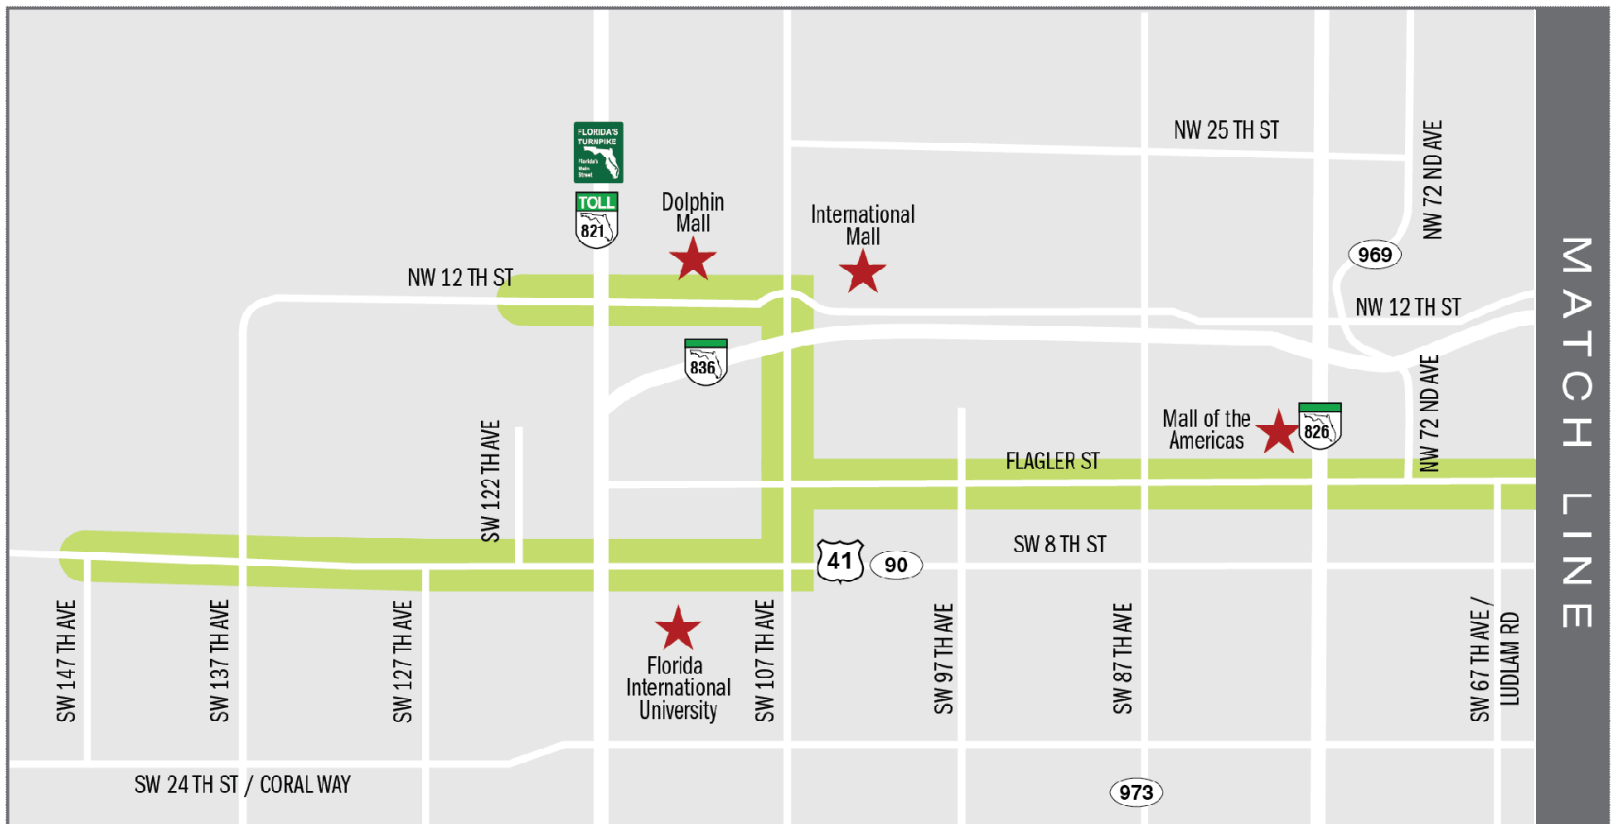 NW 25 TH ST
NW 72 ND AVE
FLORIDA'S
TURNPIKE
Florida's
Main
Street
TOLL
821
Dolphin
Mall
International
Mall
969
NW 12 TH ST
NW 12 TH ST
836
NW 72 ND AVE
Mall of the
Americas
826
SW 122 TH AVE
FLAGLER ST
SW 8 TH ST
41
90
SW 147 TH AVE
SW 137 TH AVE
SW 127 TH AVE
Florida
International
University
SW 107 TH AVE
SW 97 TH AVE
SW 87 TH AVE
SW 67 TH AVE /
LUDLAM RD
SW 24 TH ST / CORAL WAY
973
MATCH LINE